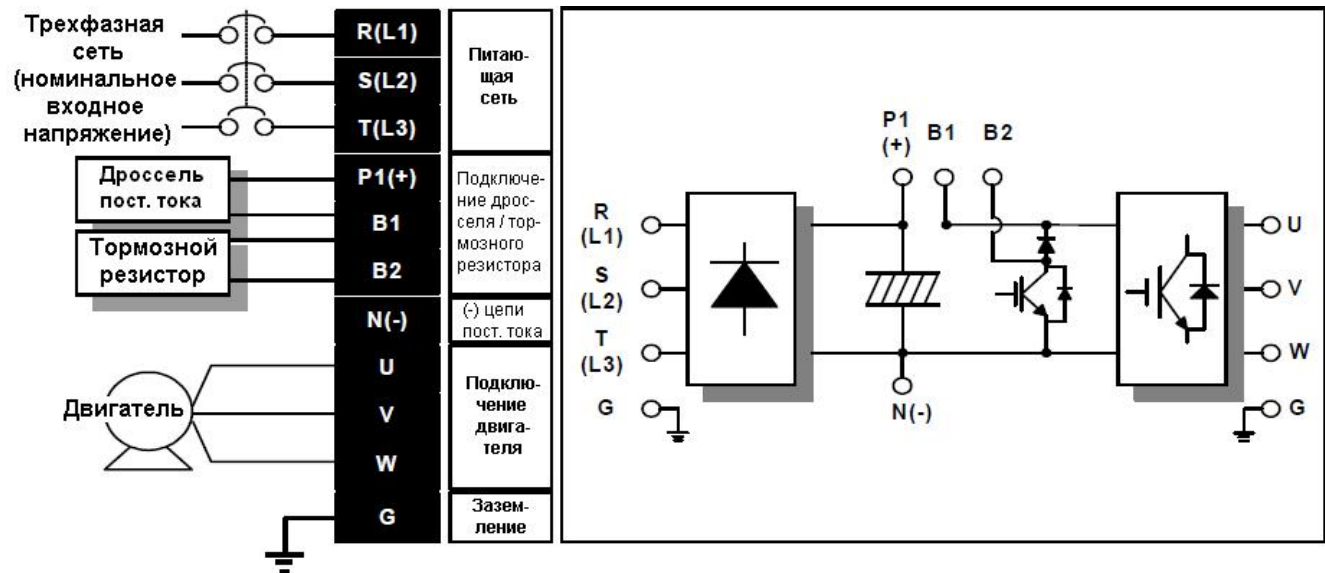 Трехфазная
сеть
(номинальное
входное
напряжение)
R(L1)
S(L2)
T(L3)
Питаю-
щая
сеть
Дроссель
пост. тока
Тормозной
резистор
P1(+)
B1
B2
Подключе-
ние дрос-
селя / тор-
мозного
резистора
N(-)
(-) цепи
пост. тока
Двигатель
U
V
W
Подклю-
чение
двига-
теля
G
Зазем-
ление
P1
(+)
B1
B2
R
(L1)
S
(L2)
T
(L3)
G
N(-)
U
V
W
G